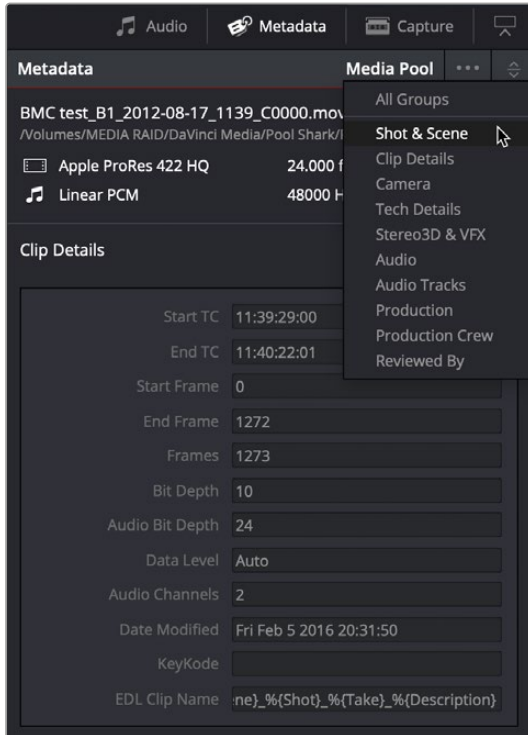 Audio Metadata Capture
Metadata Media Pool
BMC test_B1_2012-08-17_1139_C0000.mov
/Volumes/MEDIA RAID/DaVinci Media/Pool Shark/
Apple ProRes 422 HQ 24.000 f
Linear PCM 48000 H
Clip Details
All Groups
Shot & Scene
Clip Details
Camera
Tech Details
Stereo3D & VFX
Audio
Audio Tracks
Production
Production Crew
Reviewed By
Start TC 11:39:29:00
End TC 11:40:22:01
Start Frame 0
End Frame 1272
Frames 1273
Bit Depth 10
Audio Bit Depth 24
Data Level Auto
Audio Channels 2
Date Modified Fri Feb 5 2016 20:31:50
KeyKode
EDL Clip Name ne}_%{Shot}_%{Take}_%{Description}